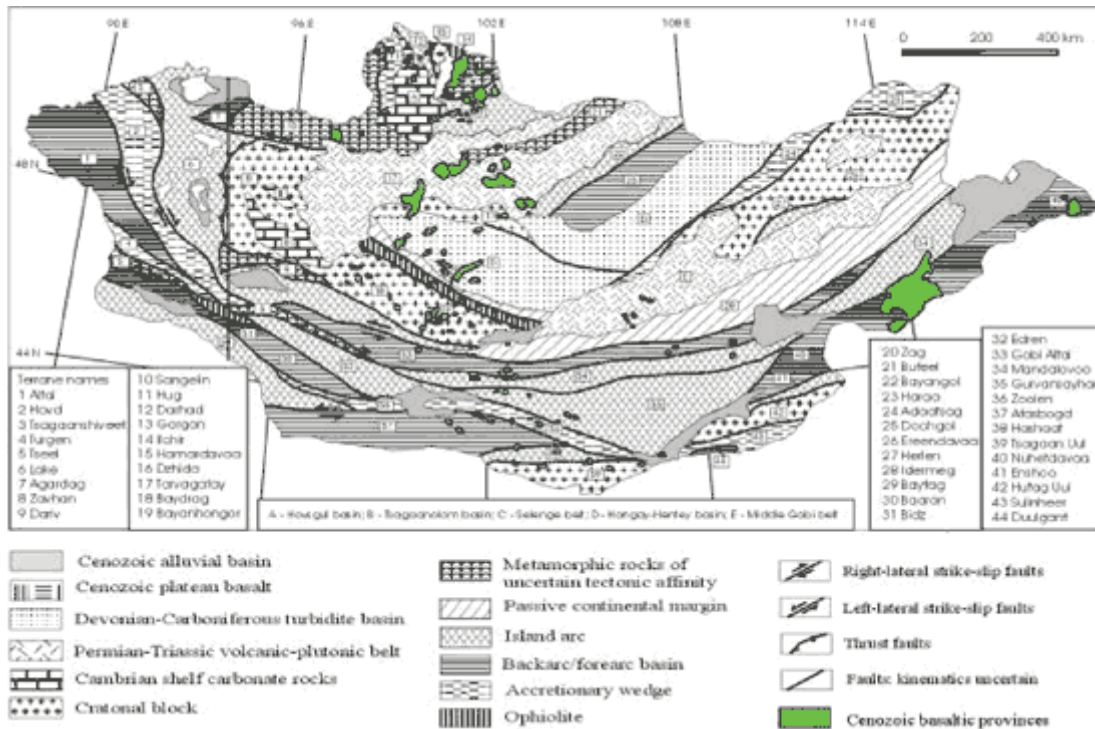 90E 96E 102E 108E 114E
0 200 400 km
48N
44N
Terrane names
1 Altai
2 Hovd
3 Tsagaanshiveet
4 Turgen
5 Tseel
6 Lake
7 Agardag
8 Zavhan
9 Dariv
10 Sangelin
11 Hug
12 Darhad
13 Gargan
14 Ilchir
15 Hamardavaa
16 Dzhida
17 Tarvagatay
18 Baydrag
19 Bayanhongor
A - Hovsgul basin; B - Tsagaanolom basin; C - Selenge belt; D - Hangay-Hentey basin; E - Middle Gobi belt
20 Zag
21 Buteel
22 Bayangol
23 Haraa
24 Adaatsag
25 Dochgol
26 Ereendavaa
27 Herlen
28 Idermeg
29 Baytag
30 Baaran
31 Bidz
32 Edren
33 Gobi Altai
34 Mandalovoo
35 Gurvansayhan
36 Zoolen
37 Atasbogd
38 Hashaat
39 Tsagaan Uul
40 Nuhetdavaa
41 Enshoo
42 Hutag Uul
43 Sulinheer
44 Duulgant
Cenozoic alluvial basin
Cenozoic plateau basalt
Devonian-Carboniferous turbidite basin
Permian-Triassic volcanic-plutonic belt
Cambrian shelf carbonate rocks
Cratonal block
Metamorphic rocks of
uncertain tectonic affinity
Passive continental margin
Island arc
Backarc/forearc basin
Accretionary wedge
Ophiolite
Right-lateral strike-slip faults
Left-lateral strike-slip faults
Thrust faults
Faults: kinematics uncertain
Cenozoic basaltic provinces